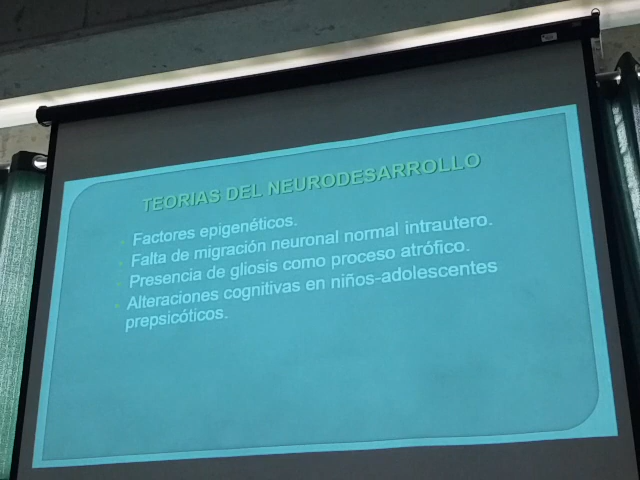 TEORIAS DEL NEURODESARROLLO
Factores epigenéticos.
Falta de migración neuronal normal intrautero.
Presencia de gliosis como proceso atrófico.
Alteraciones cognitivas en niños-adolescentes
prepsicóticos.